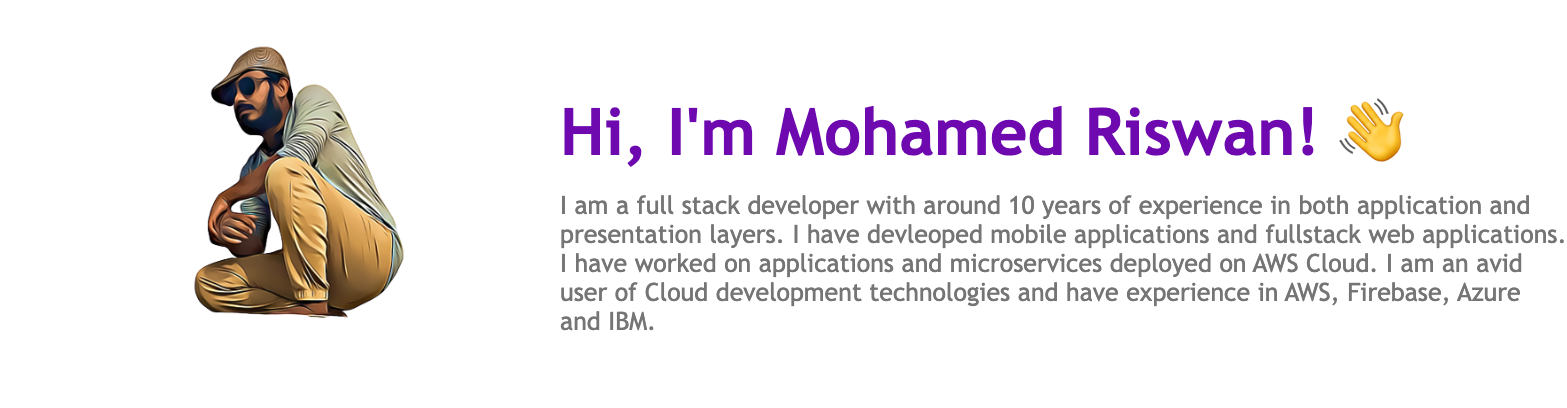 Hi, I'm Mohamed Riswan! 👋
I am a full stack developer with around 10 years of experience in both application and
presentation layers. I have devleoped mobile applications and fullstack web applications.
I have worked on applications and microservices deployed on AWS Cloud. I am an avid
user of Cloud development technologies and have experience in AWS, Firebase, Azure
and IBM.